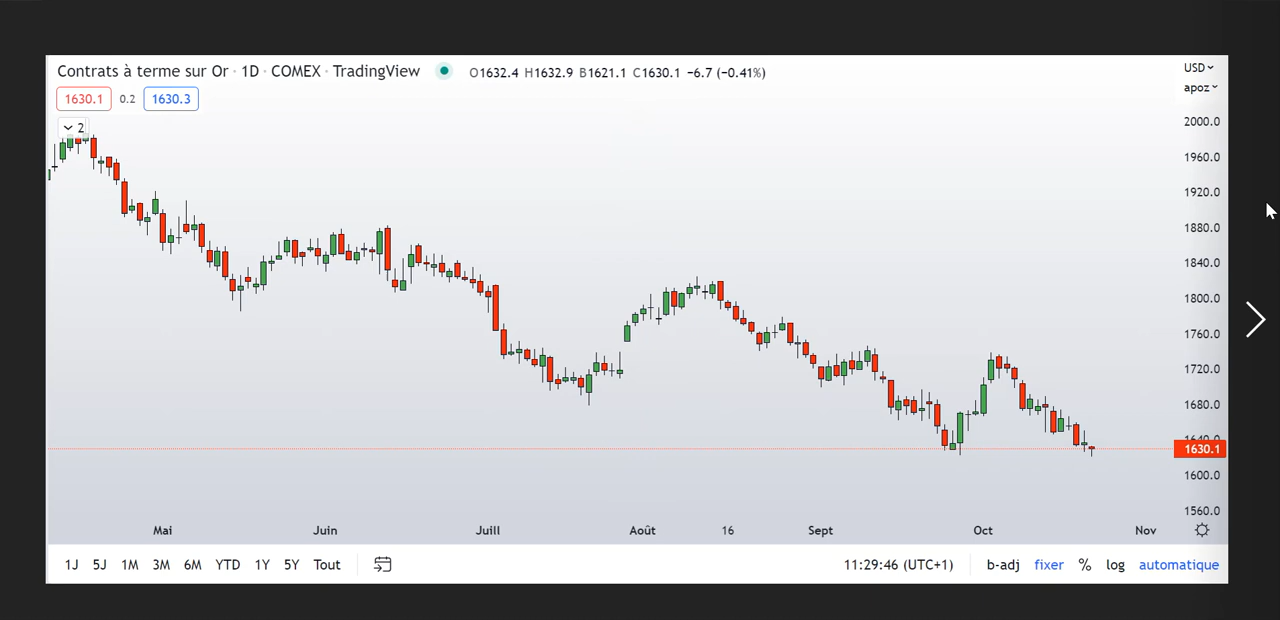 Contrats à terme sur Or · 1D · COMEX · TradingView O1632.4 H1632.9 B1621.1 C1630.1 −6.7 (−0.41%)
USD
apoz
1630.1 0.2 1630.3
2
2000.0
1960.0
1920.0
1880.0
1840.0
1800.0
1760.0
1720.0
1680.0
1640.0
1630.1
1600.0
1560.0
Mai Juin Juill Août 16 Sept Oct Nov
1J 5J 1M 3M 6M YTD 1Y 5Y Tout 11:29:46 (UTC+1) b-adj fixer % log automatique